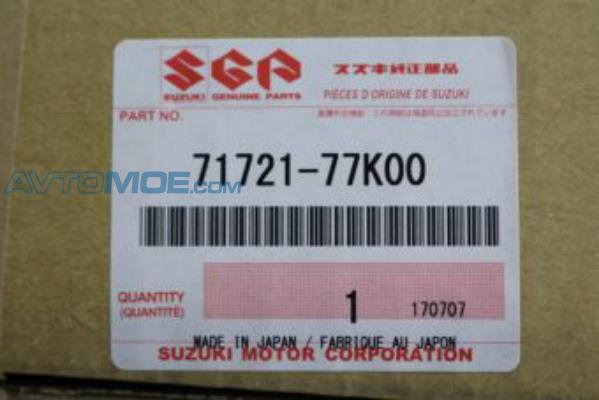 SGP
SUZUKI GENUINE PARTS
スズキ純正部品
PIÈCES D'ORIGINE DE SUZUKI
PART NO.
71721-77K00
AVTOMOE.COM
QUANTITY
(QUANTITÉ)
1
170707
MADE IN JAPAN / FABRIQUE AU JAPON
SUZUKI MOTOR CORPORATION